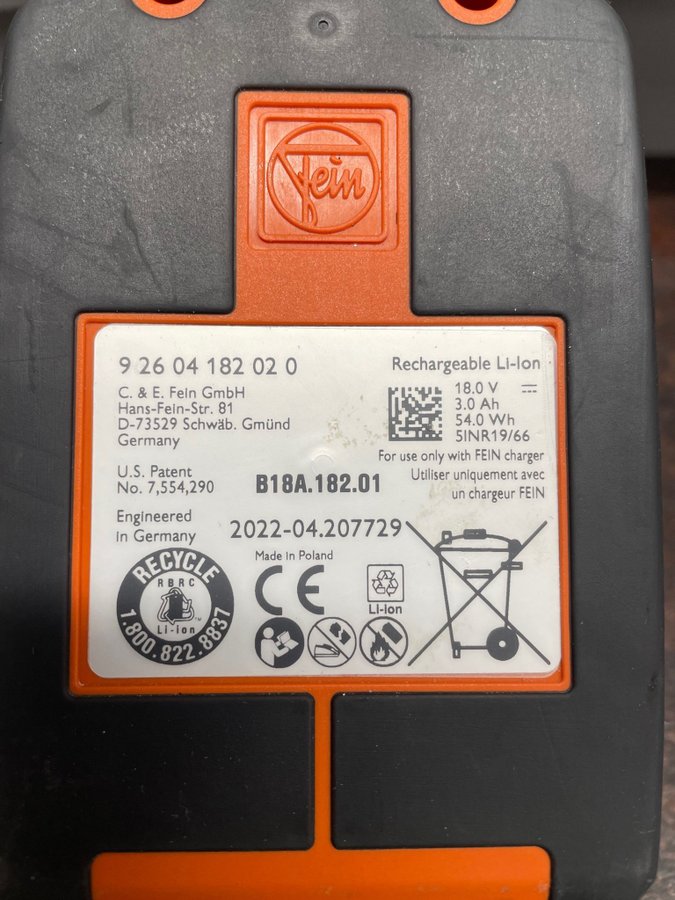 fein
9 26 04 182 02 0
C. & E. Fein GmbH
Hans-Fein-Str. 81
D-73529 Schwäb. Gmünd
Germany
Rechargeable Li-Ion
18.0 V
3.0 Ah
54.0 Wh
5INR19/66
For use only with FEIN charger
Utiliser uniquement avec
un chargeur FEIN
U.S. Patent
No. 7,554,290
B18A.182.01
Engineered
in Germany
2022-04.207729
Made in Poland
CE
Li-Ion
RECYCLE
RBRC
Li-Ion
TM
1.800.822.8837